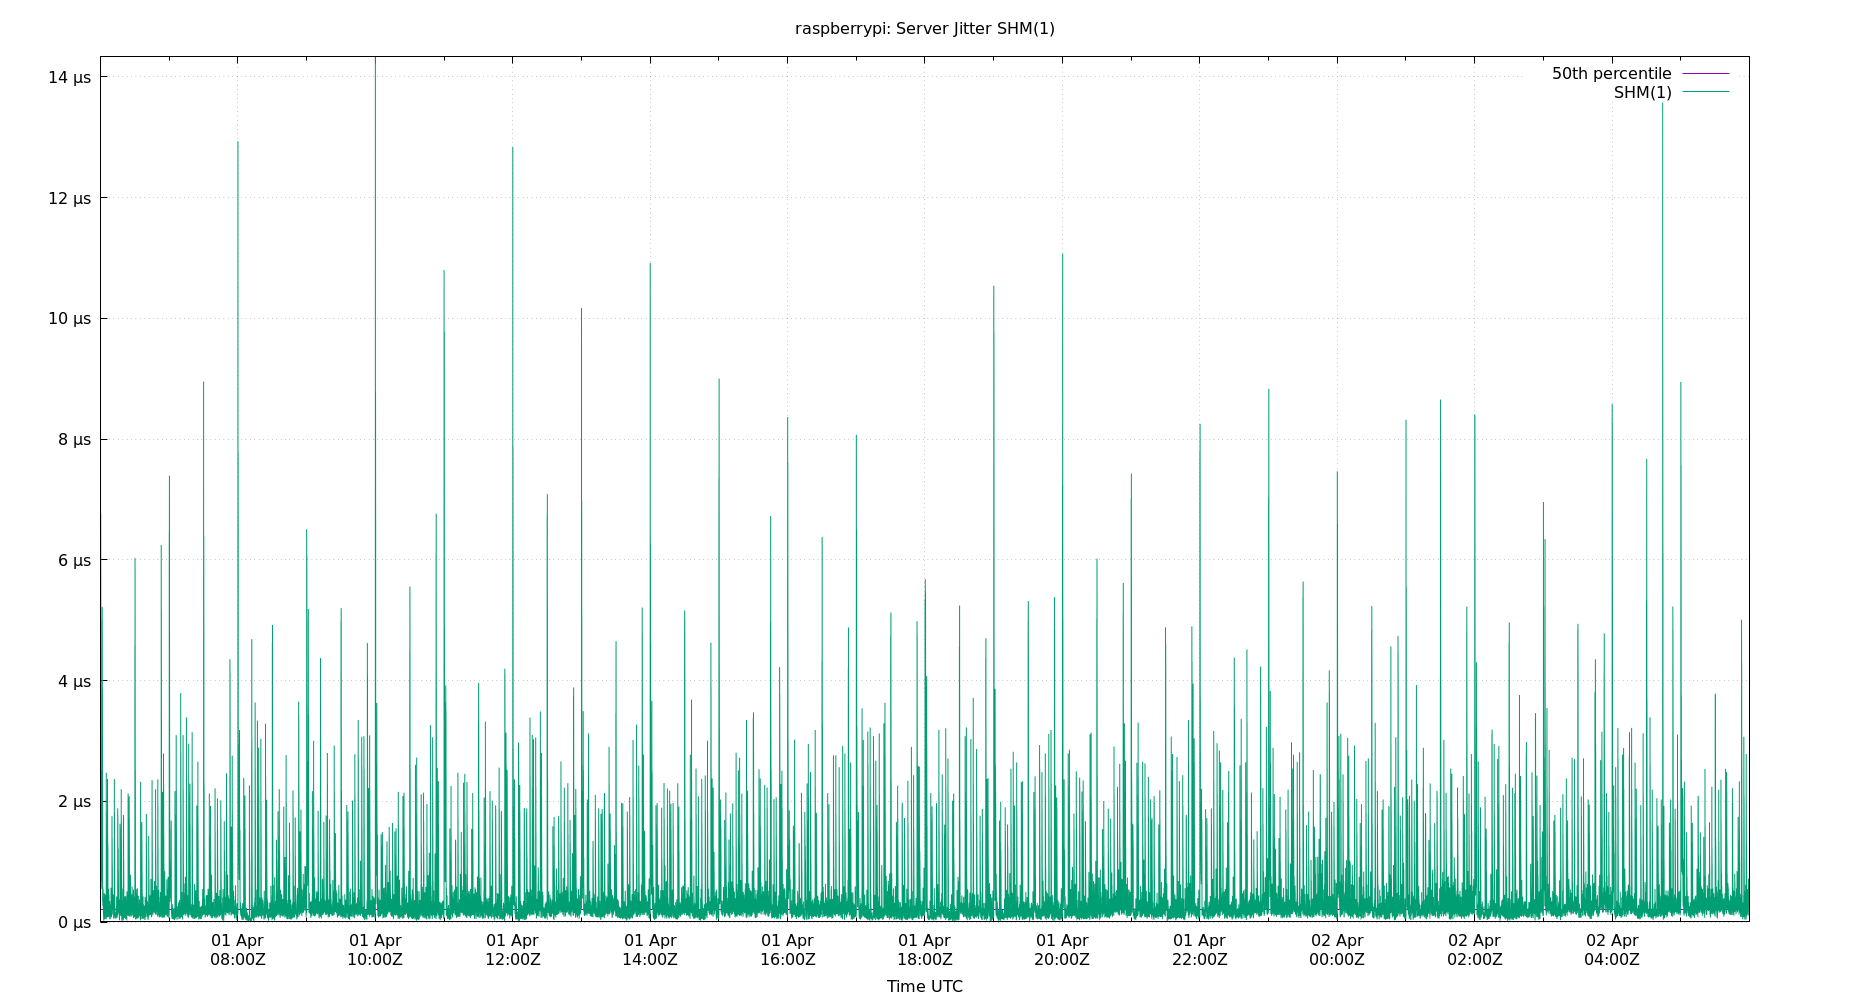 raspberrypi: Server Jitter SHM(1)
14 µs
12 µs
10 µs
8 µs
6 µs
4 µs
2 µs
0 µs
50th percentile
SHM(1)
01 Apr
08:00Z
01 Apr
10:00Z
01 Apr
12:00Z
01 Apr
14:00Z
01 Apr
16:00Z
01 Apr
18:00Z
01 Apr
20:00Z
01 Apr
22:00Z
02 Apr
00:00Z
02 Apr
02:00Z
02 Apr
04:00Z
Time UTC